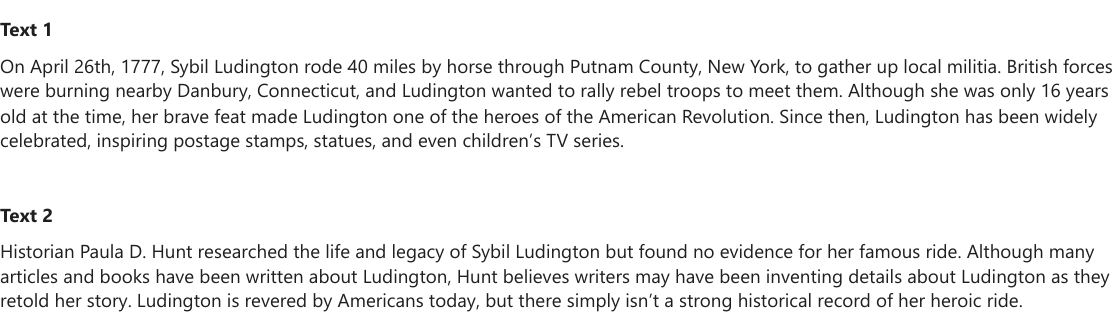 Text 1
On April 26th, 1777, Sybil Ludington rode 40 miles by horse through Putnam County, New York, to gather up local militia. British forces
were burning nearby Danbury, Connecticut, and Ludington wanted to rally rebel troops to meet them. Although she was only 16 years
old at the time, her brave feat made Ludington one of the heroes of the American Revolution. Since then, Ludington has been widely
celebrated, inspiring postage stamps, statues, and even children’s TV series.
Text 2
Historian Paula D. Hunt researched the life and legacy of Sybil Ludington but found no evidence for her famous ride. Although many
articles and books have been written about Ludington, Hunt believes writers may have been inventing details about Ludington as they
retold her story. Ludington is revered by Americans today, but there simply isn’t a strong historical record of her heroic ride.